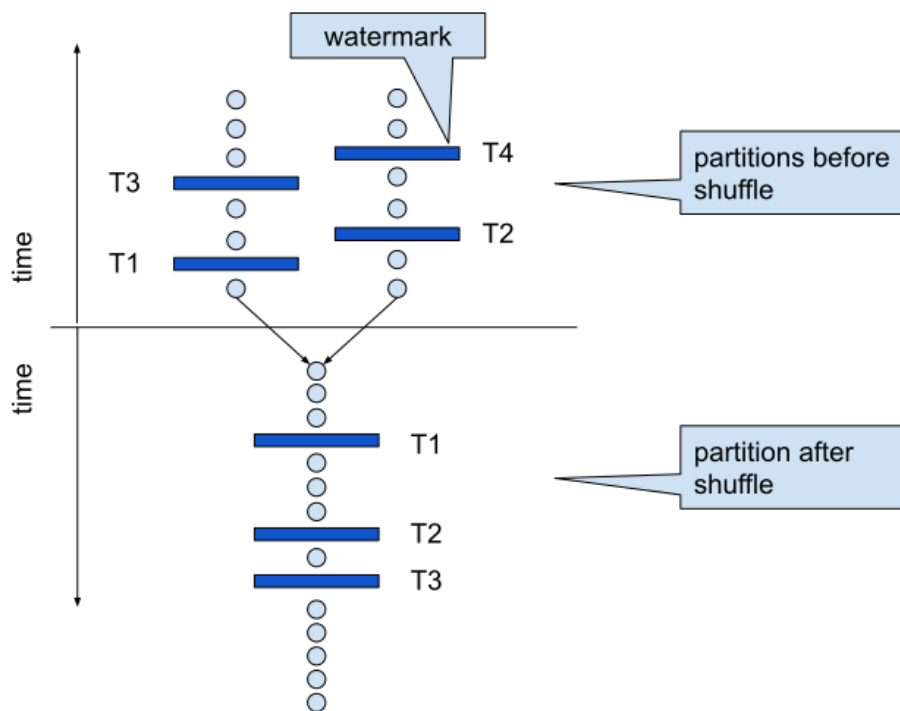 watermark
T4
partitions before
shuffle
T3
T2
T1
time
time
T1
partition after
shuffle
T2
T3